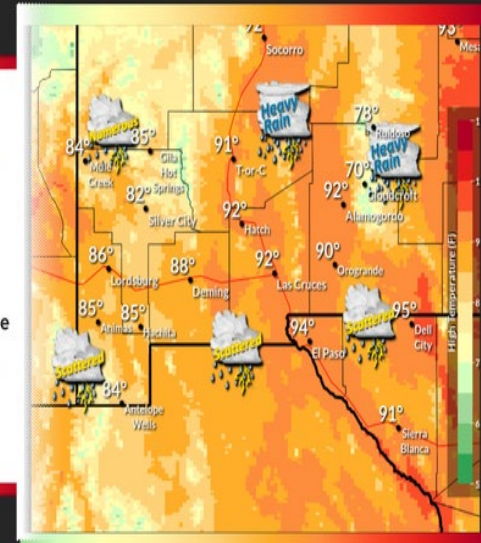 Socorro
Heavy
Rain
78°
Ruidoso
Numerous
84°
85°
Mule
Creek
Gila
Hot
Springs
91°
T-or-C
Heavy
Rain
70°
Cloudcroft
82°
Silver City
92°
Alamogordo
92°
Hatch
86°
Lordsburg
88°
Deming
92°
Las Cruces
90°
Orogrande
High Temperature (F)
e
85°
Animas
85°
Hachita
Scattered
Scattered
94°
El Paso
Scattered
95°
Dell
City
84°
Antelope
Wells
91°
Sierra
Blanca